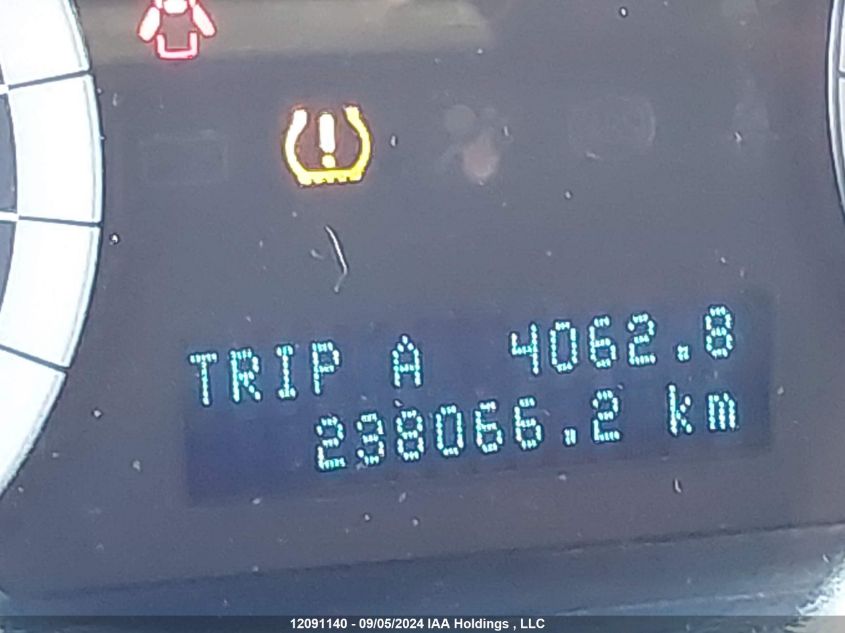 TRIP A 4062.8
238066.2 km
12091140 - 09/05/2024 IAA Holdings , LLC